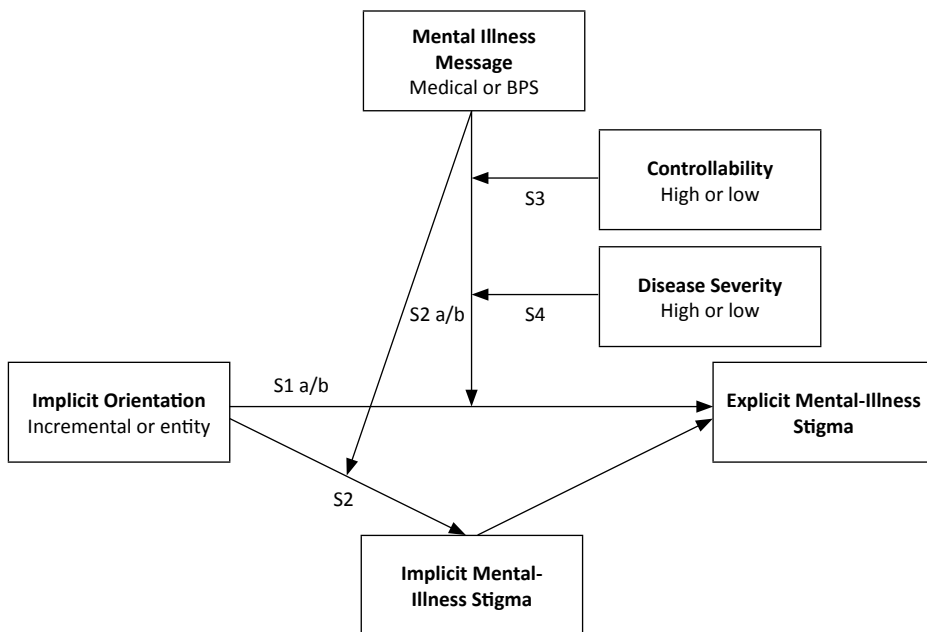 Mental Illness
Message
Medical or BPS
Controllability
High or low
S3
Disease Severity
High or low
S2 a/b
S4
S1 a/b
Implicit Orientation
Incremental or entity
Explicit Mental-Illness
Stigma
S2
Implicit Mental-
Illness Stigma